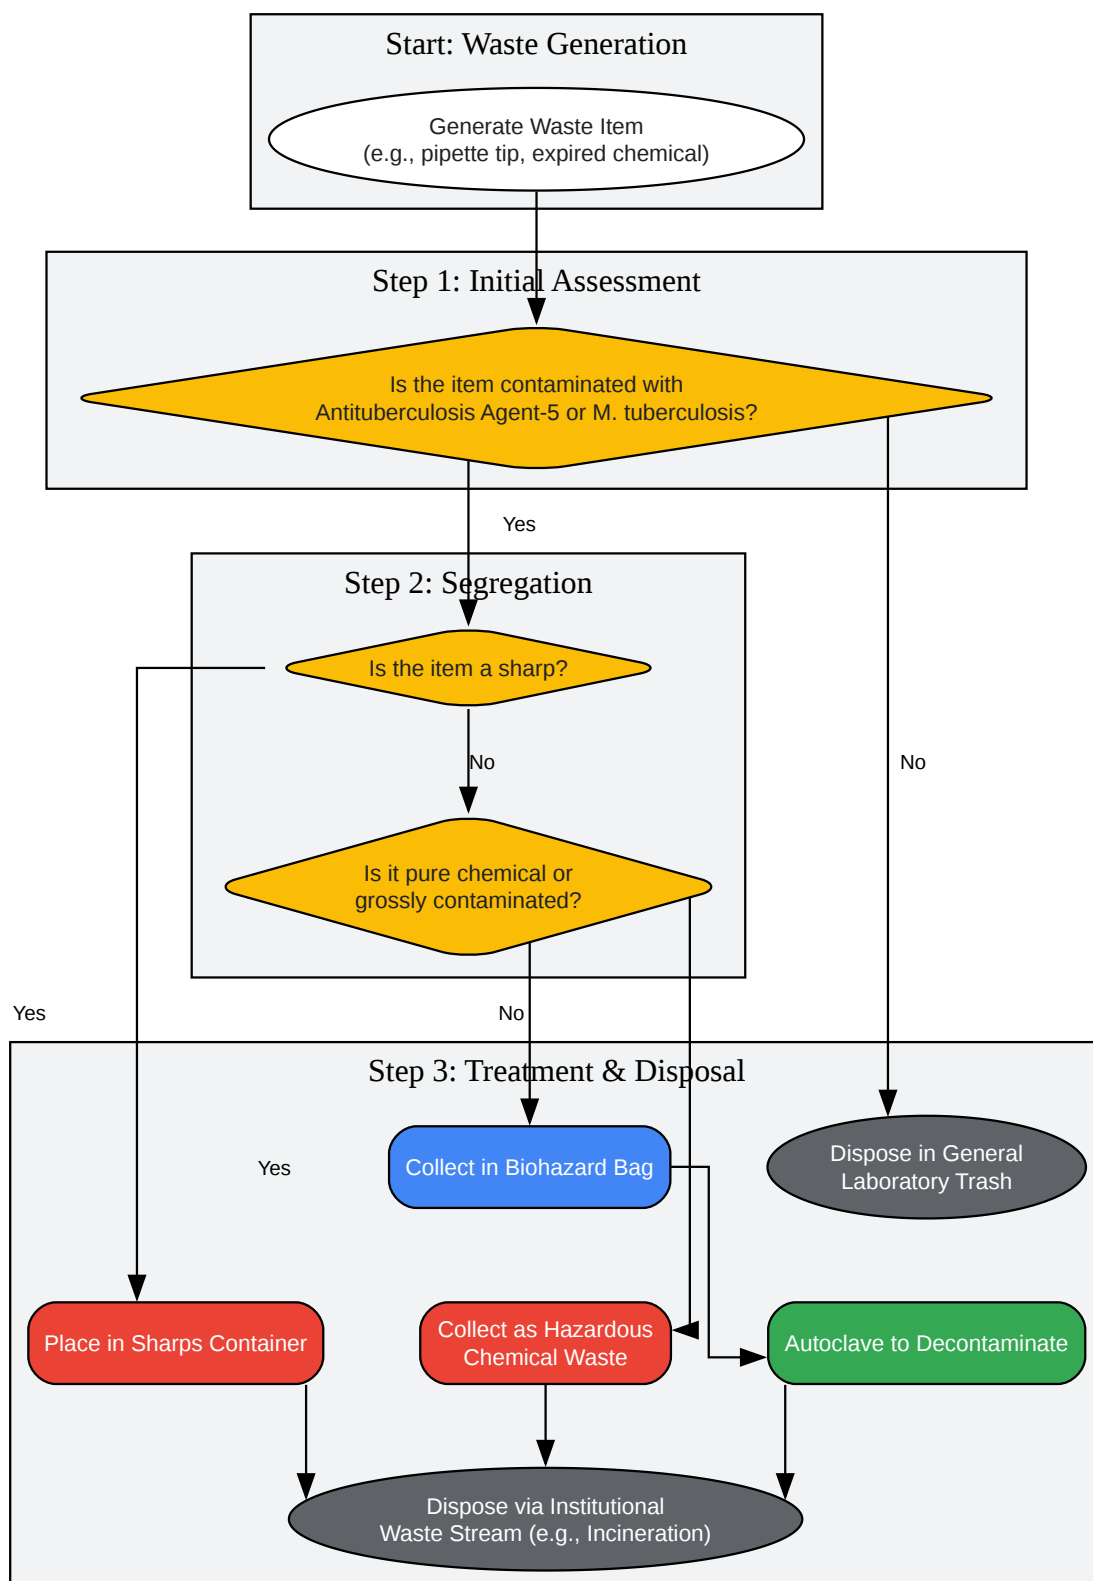 Start: Waste Generation
Generate Waste Item
(e.g., pipette tip, expired chemical)
Step 1: Initial Assessment
Is the item contaminated with
Antituberculosis Agent-5 or M. tuberculosis?
Yes
Step 2: Segregation
Is the item a sharp?
No
No
Is it pure chemical or
grossly contaminated?
Yes
No
Step 3: Treatment & Disposal
Yes
Collect in Biohazard Bag
Dispose in General
Laboratory Trash
Place in Sharps Container
Collect as Hazardous
Chemical Waste
Autoclave to Decontaminate
Dispose via Institutional
Waste Stream (e.g., Incineration)